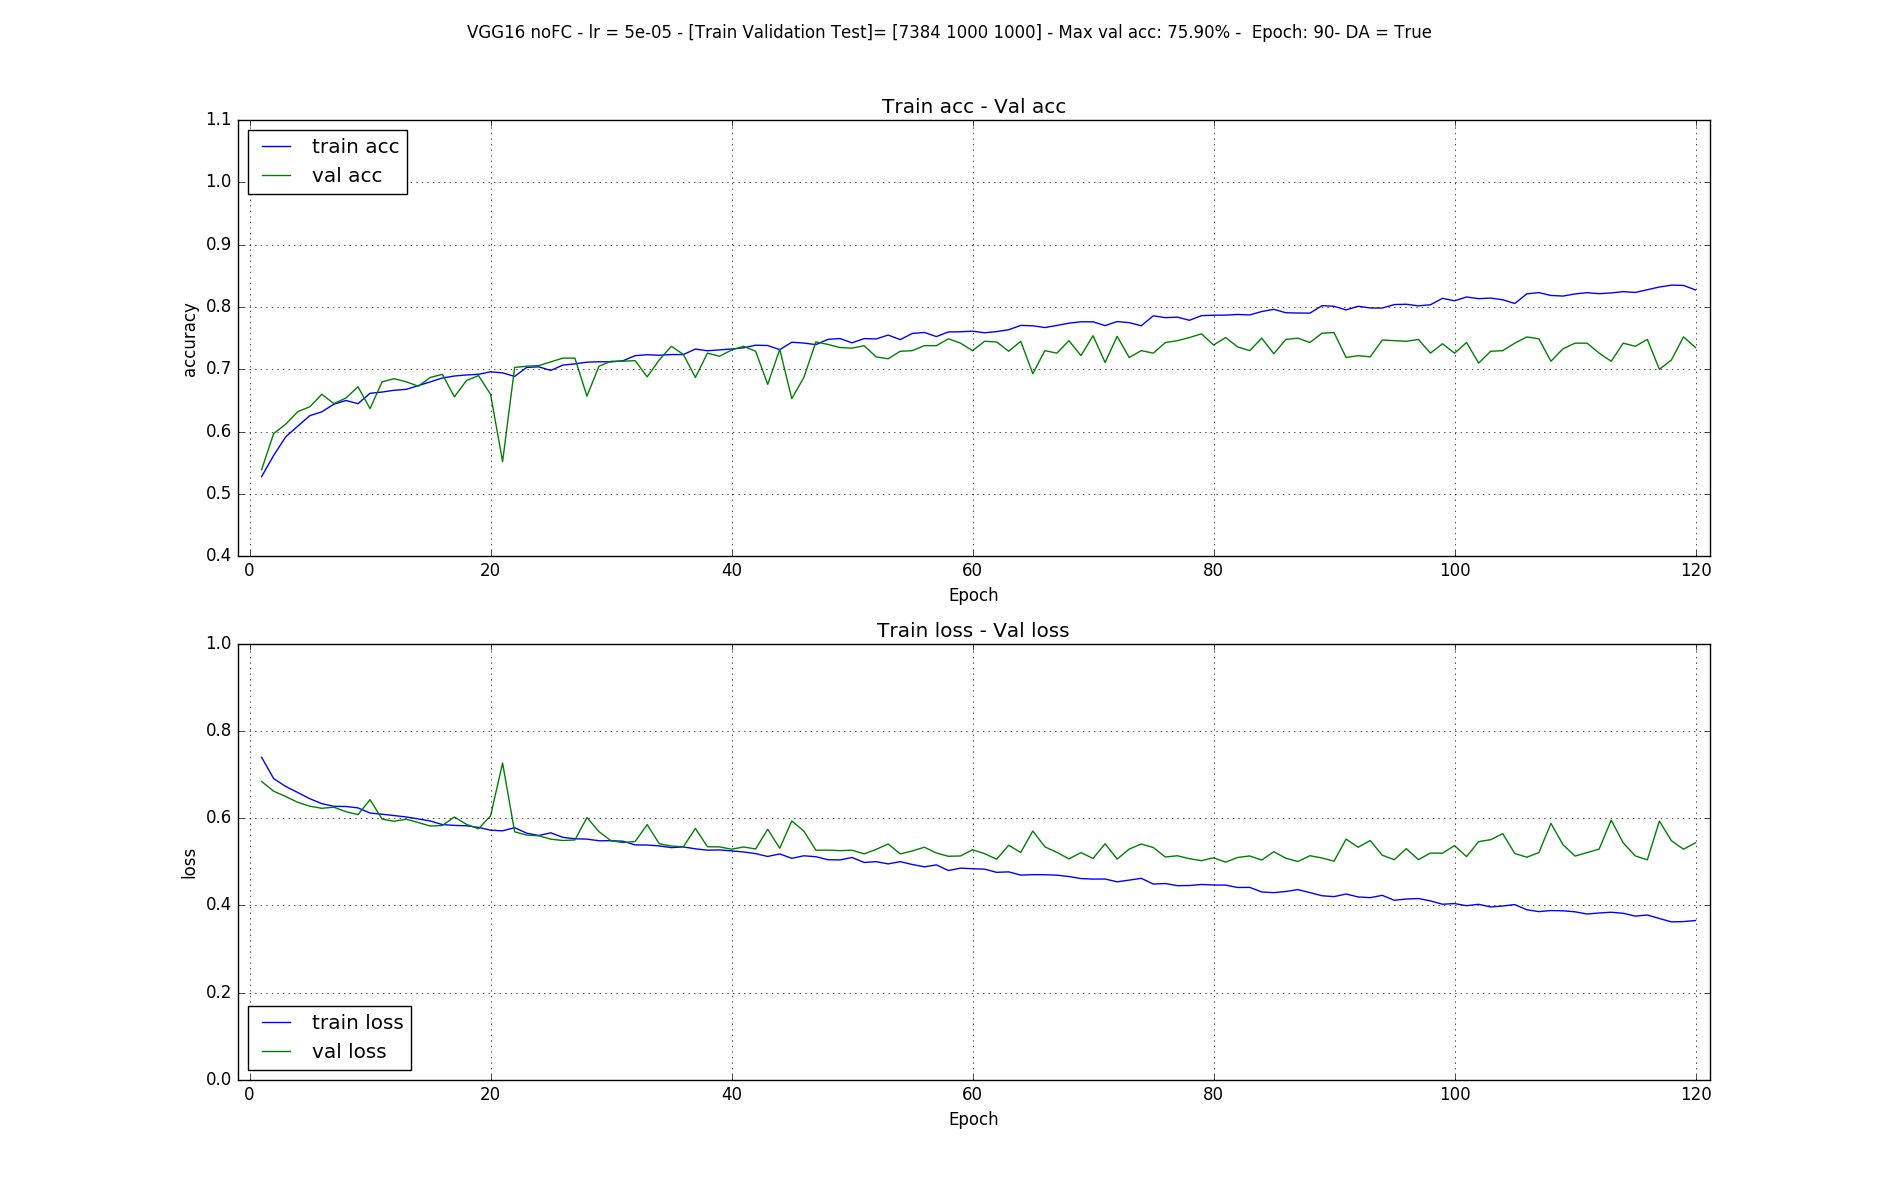 VGG16 noFC - lr = 5e-05 - [Train Validation Test]= [7384 1000 1000] - Max val acc: 75.90% -  Epoch: 90- DA = True
Train acc - Val acc
1.1
1.0
0.9
0.8
0.7
0.6
0.5
0.4
accuracy
train acc
val acc
0 20 40 60 80 100 120
Epoch
Train loss - Val loss
1.0
0.8
0.6
0.4
0.2
0.0
loss
train loss
val loss
0 20 40 60 80 100 120
Epoch